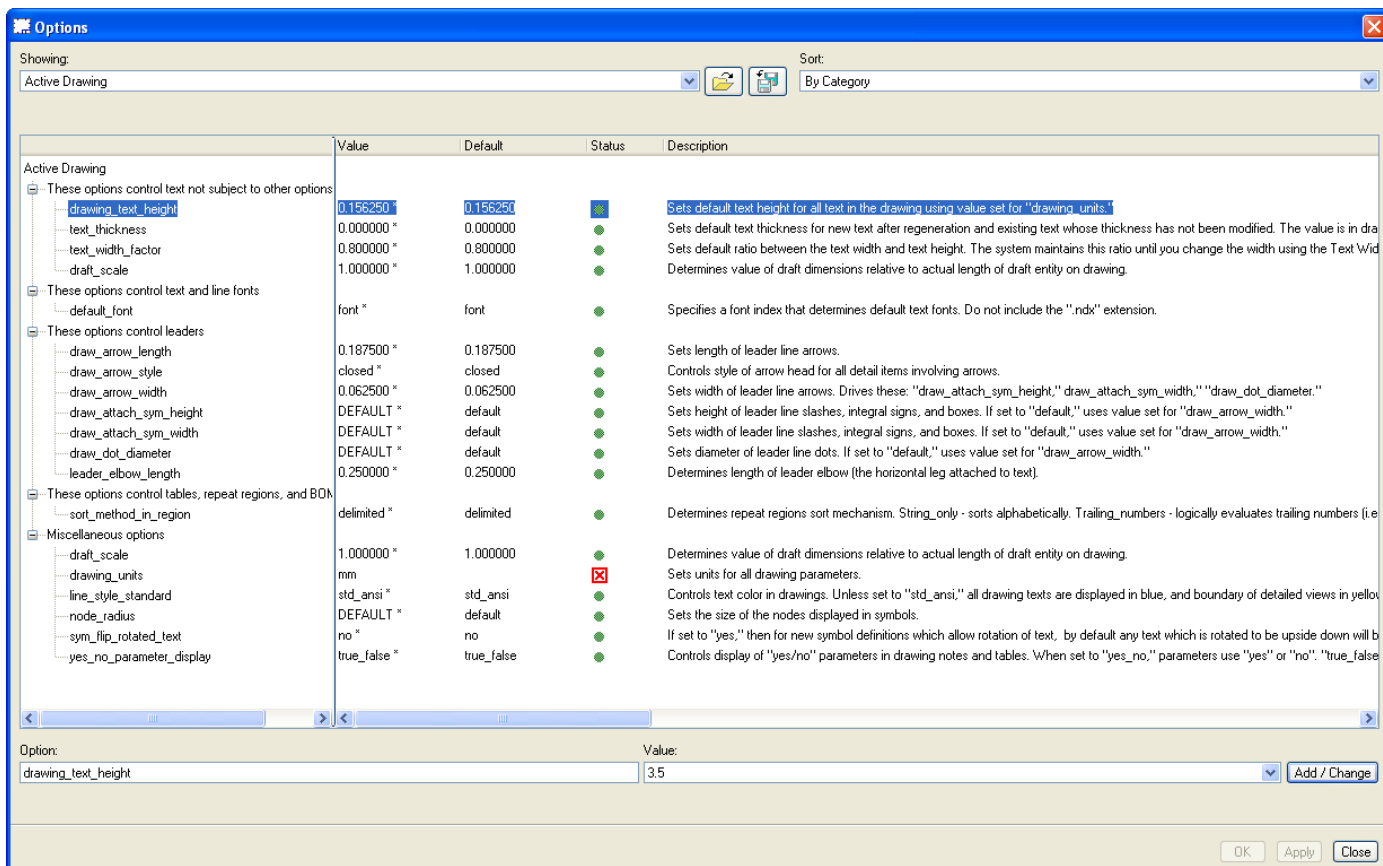 Options
Showing: Sort:
Active Drawing By Category
Value Default Status Description
Active Drawing
These options control text not subject to other options
drawing_text_height 0.156250 * 0.156250 Sets default text height for all text in the drawing using value set for "drawing_units."
text_thickness 0.000000 * 0.000000 Sets default text thickness for new text after regeneration and existing text whose thickness has not been modified. The value is in dra
text_width_factor 0.800000 * 0.800000 Sets default ratio between the text width and text height. The system maintains this ratio until you change the width using the Text Wid
draft_scale 1.000000 * 1.000000 Determines value of draft dimensions relative to actual length of draft entity on drawing.
These options control text and line fonts
default_font font * font Specifies a font index that determines default text fonts. Do not include the ".ndx" extension.
These options control leaders
draw_arrow_length 0.187500 * 0.187500 Sets length of leader line arrows.
draw_arrow_style closed * closed Controls style of arrow head for all detail items involving arrows.
draw_arrow_width 0.062500 * 0.062500 Sets width of leader line arrows. Drives these: "draw_attach_sym_height," draw_attach_sym_width," "draw_dot_diameter."
draw_attach_sym_height DEFAULT * default Sets height of leader line slashes, integral signs, and boxes. If set to "default," uses value set for "draw_arrow_width."
draw_attach_sym_width DEFAULT * default Sets width of leader line slashes, integral signs, and boxes. If set to "default," uses value set for "draw_arrow_width."
draw_dot_diameter DEFAULT * default Sets diameter of leader line dots. If set to "default," uses value set for "draw_arrow_width."
leader_elbow_length 0.250000 * 0.250000 Determines length of leader elbow (the horizontal leg attached to text).
These options control tables, repeat regions, and BOM
sort_method_in_region delimited * delimited Determines repeat regions sort mechanism. String_only - sorts alphabetically. Trailing_numbers - logically evaluates trailing numbers (i.e
Miscellaneous options
draft_scale 1.000000 * 1.000000 Determines value of draft dimensions relative to actual length of draft entity on drawing.
drawing_units mm Sets units for all drawing parameters.
line_style_standard std_ansi * std_ansi Controls text color in drawings. Unless set to "std_ansi," all drawing texts are displayed in blue, and boundary of detailed views in yellow
node_radius DEFAULT * default Sets the size of the nodes displayed in symbols.
sym_flip_rotated_text no * no If set to "yes," then for new symbol definitions which allow rotation of text, by default any text which is rotated to be upside down will b
yes_no_parameter_display true_false * true_false Controls display of "yes/no" parameters in drawing notes and tables. When set to "yes_no," parameters use "yes" or "no". "true_false
Option: Value:
drawing_text_height 3.5 Add / Change
OK Apply Close